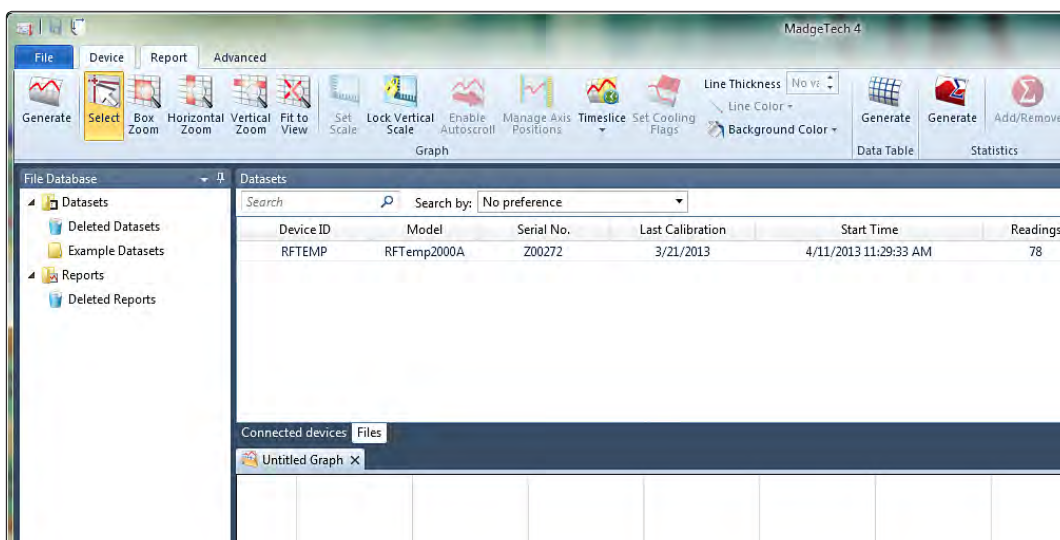 MadgeTech 4
File Device Report Advanced
Generate Select Box Zoom Horizontal Zoom Vertical Zoom Fit to View Set Scale Lock Vertical Scale Enable Autoscroll Manage Axis Positions Timeslice Set Cooling Flags
Line Thickness
Line Color
Background Color
Generate Generate Add/Remove
Graph Data Table Statistics
File Database
Datasets
Deleted Datasets
Example Datasets
Reports
Deleted Reports
Datasets
Search Search by: No preference
Device ID Model Serial No. Last Calibration Start Time Readings
RFTEMP RFTemp2000A Z00272 3/21/2013 4/11/2013 11:29:33 AM 78
Connected devices Files
Untitled Graph